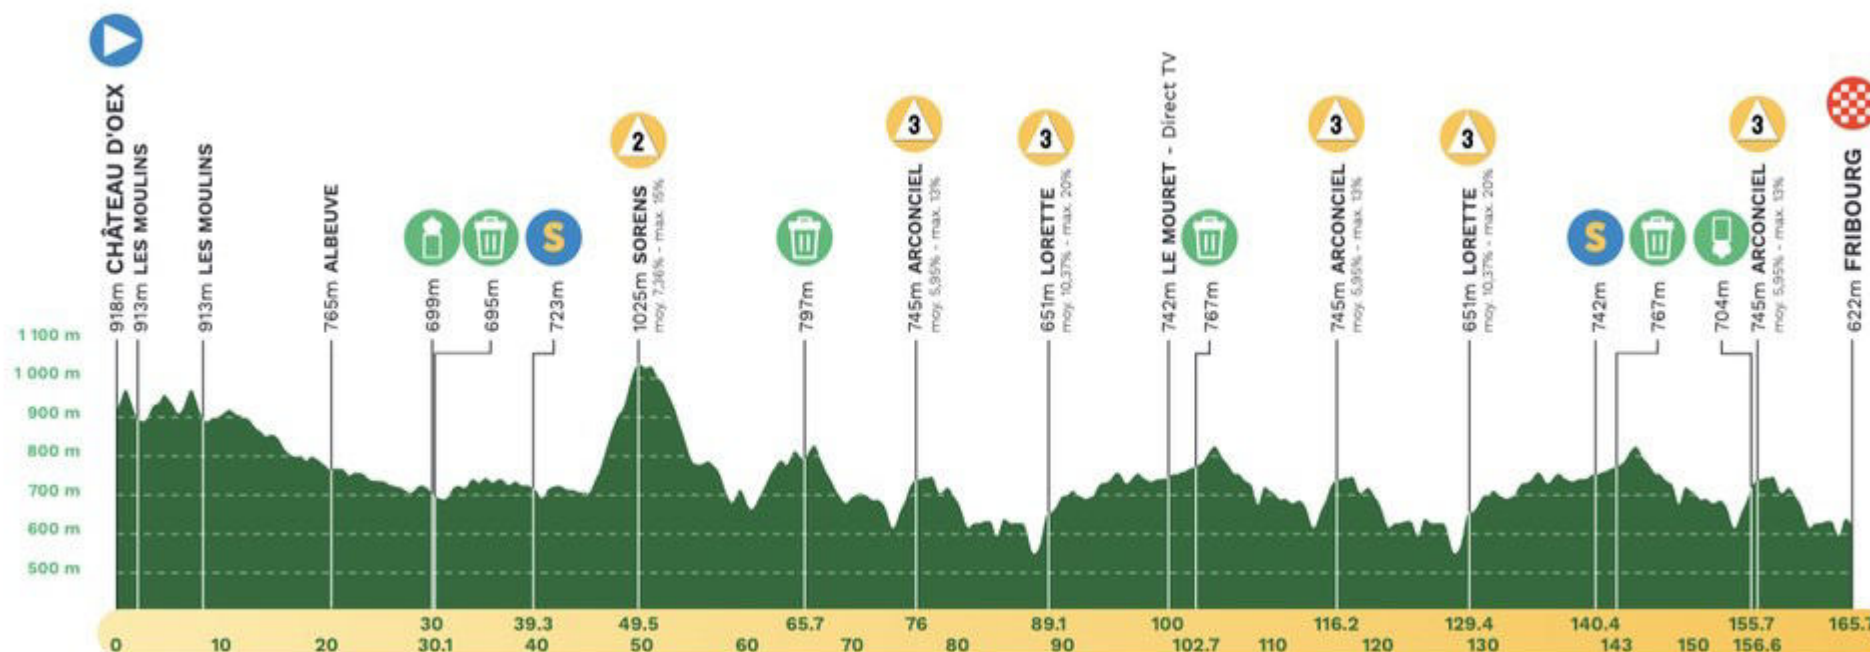 918m CHÂTEAU D'OEX
913m LES MOULINS
913m LES MOULINS
765m ALBEUVE
699m
695m
S
723m
2
1025m SORENS
moy. 7,36% - max. 15%
797m
3
745m ARCONCIEL
moy. 5,95% - max. 13%
3
651m LORETTE
moy. 10,37% - max. 20%
742m LE MOURET - Direct TV
767m
3
745m ARCONCIEL
moy. 5,95% - max. 13%
3
651m LORETTE
moy. 10,37% - max. 20%
S
742m
767m
704m
3
745m ARCONCIEL
moy. 5,95% - max. 13%
622m FRIBOURG
1 100 m
1 000 m
900 m
800 m
700 m
600 m
500 m
30 39.3 49.5 65.7 76 89.1 100 116.2 129.4 140.4 155.7 165.7
0 10 20 30.1 40 50 60 70 80 90 102.7 110 120 130 143 150 156.6